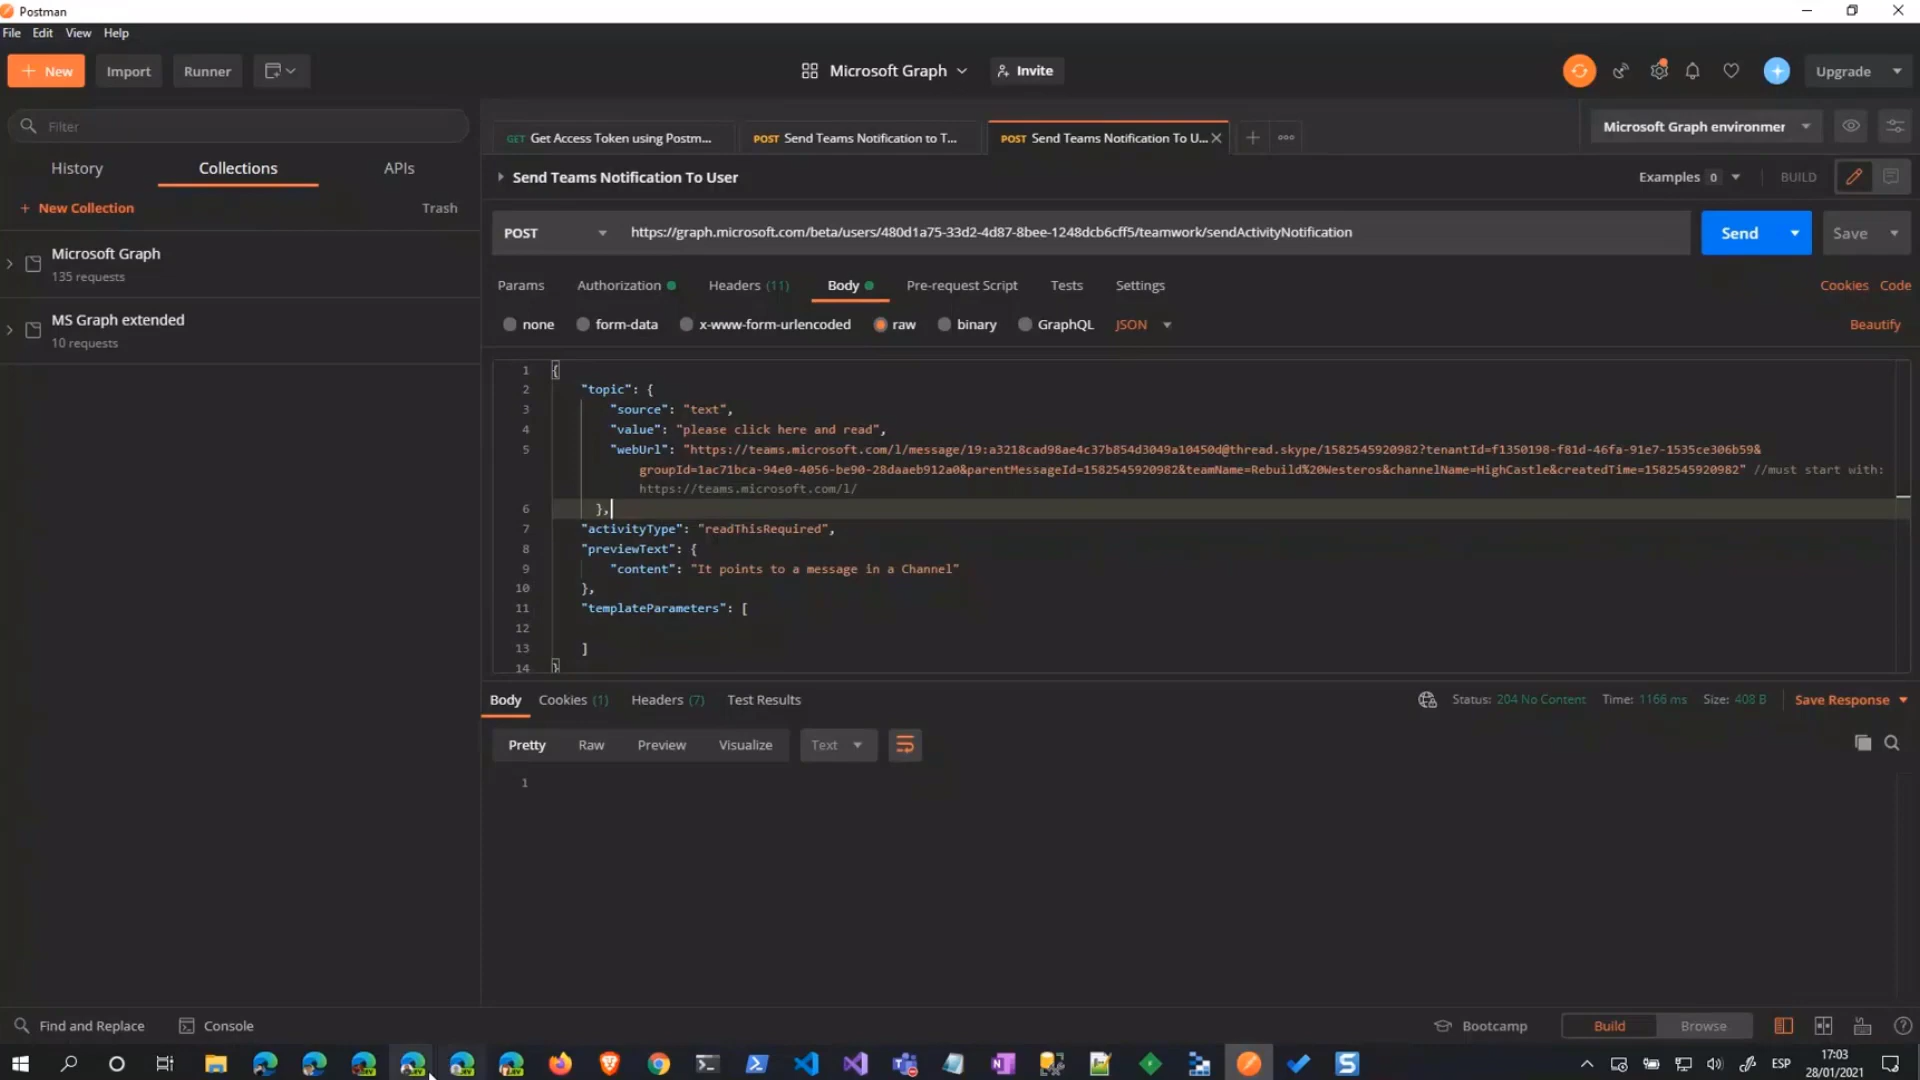 Postman
File Edit View Help
+ New Import Runner
Microsoft Graph Invite
Upgrade
Filter
GET Get Access Token using Postm... POST Send Teams Notification to T... POST Send Teams Notification To U...
Microsoft Graph environmer
History Collections APIs
Send Teams Notification To User
Examples 0 BUILD
+ New Collection Trash
POST https://graph.microsoft.com/beta/users/480d1a75-33d2-4d87-8bee-1248dcb6cff5/teamwork/sendActivityNotification
Send Save
Microsoft Graph
135 requests
MS Graph extended
10 requests
Params Authorization Headers (11) Body Pre-request Script Tests Settings
Cookies Code
none form-data x-www-form-urlencoded raw binary GraphQL JSON
Beautify
1 {
2 "topic": {
3 "source": "text",
4 "value": "please click here and read",
5 "webUrl": "https://teams.microsoft.com/l/message/19:a3218cad98ae4c37b854d3049a10450d@thread.skype/1582545920982?tenantId=f1350198-f81d-46fa-91e7-1535ce306b59&
groupId=1ac71bca-94e0-4056-be90-28daaeb912a0&parentMessageId=1582545920982&teamName=Rebuild%20Westeros&channelName=HighCastle&createdTime=1582545920982" //must start with:
https://teams.microsoft.com/l/
6 },
7 "activityType": "readThisRequired",
8 "previewText": {
9 "content": "It points to a message in a Channel"
10 },
11 "templateParameters": [
12
13 ]
14 }
Body Cookies (1) Headers (7) Test Results
Status: 204 No Content Time: 1166 ms Size: 408 B Save Response
Pretty Raw Preview Visualize Text
1
Find and Replace Console
Bootcamp Build Browse
ESP
17:03
28/01/2021